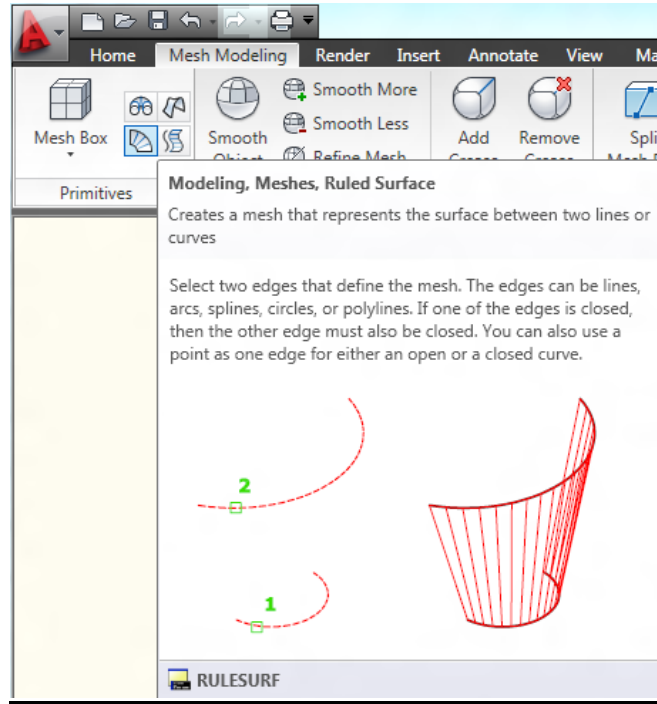 Home Mesh Modeling Render Insert Annotate View
Smooth More
Smooth Less
Mesh Box Smooth Add Remove
Object Refine Mesh Crease Crease
Primitives
Modeling, Meshes, Ruled Surface
Creates a mesh that represents the surface between two lines or
curves
Select two edges that define the mesh. The edges can be lines,
arcs, splines, circles, or polylines. If one of the edges is closed,
then the other edge must also be closed. You can also use a
point as one edge for either an open or a closed curve.
2
1
RULESURF